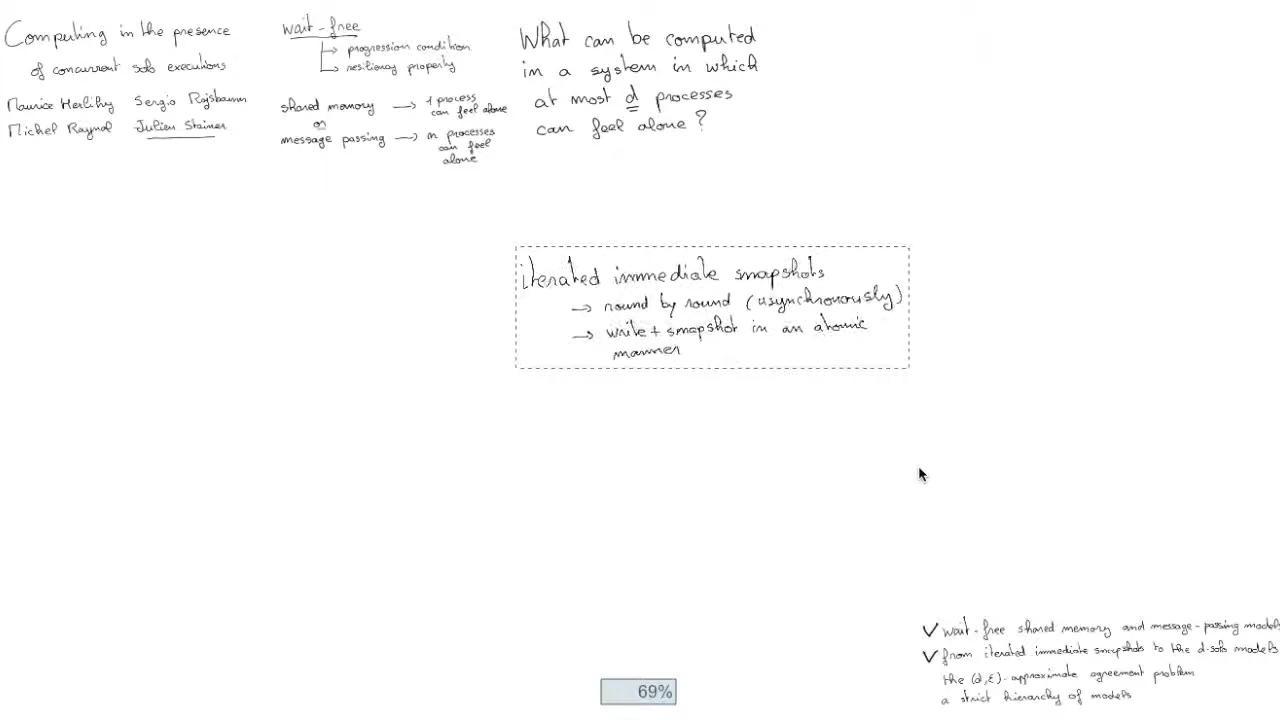 Computing in the presence
of concurrent solo executions
Maurice Herlihy Sergio Rajsbaum
Michel Raynal Julien Stainer
wait-free
→ progression condition
→ resiliency property
shared memory → 1 process can feel alone
or
message passing → n processes can feel alone
What can be computed
in a system in which
at most d processes
can feel alone?
iterated immediate snapshots
→ round by round (asynchronously)
→ write + snapshot in an atomic
manner
✓ wait-free shared memory and message-passing models
✓ from iterated immediate snapshots to the d-solo models
the (d,ε)-approximate agreement problem
a strict hierarchy of models
69%